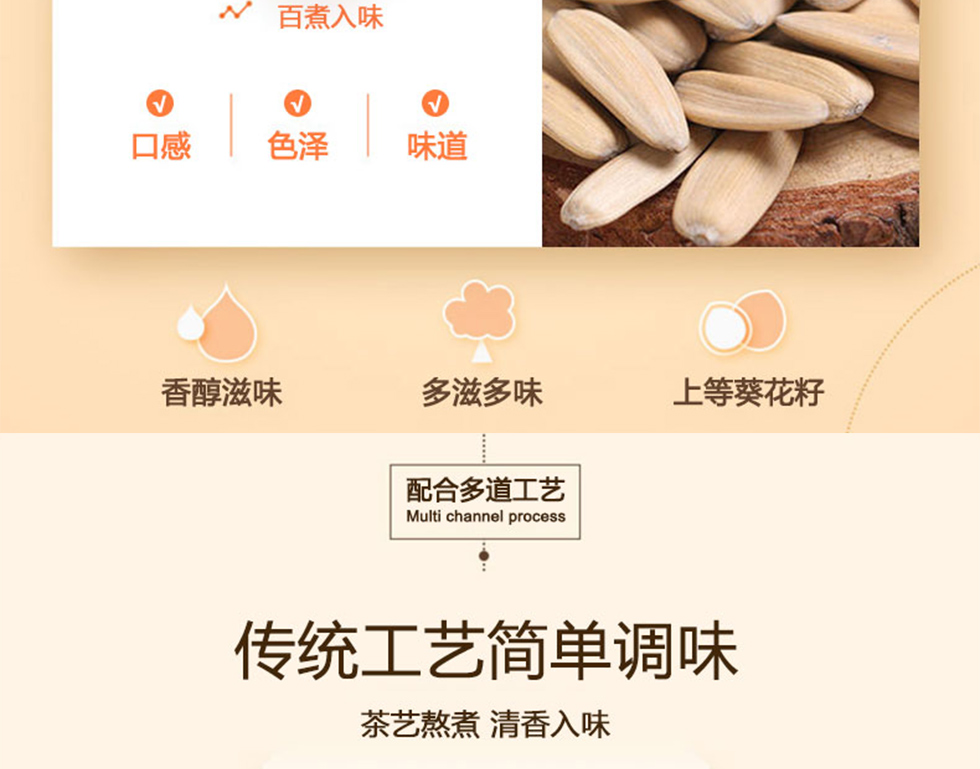 百煮入味
口感 色泽 味道
香醇滋味 多滋多味 上等葵花籽
配合多道工艺
Multi channel process
传统工艺简单调味
茶艺熬煮 清香入味